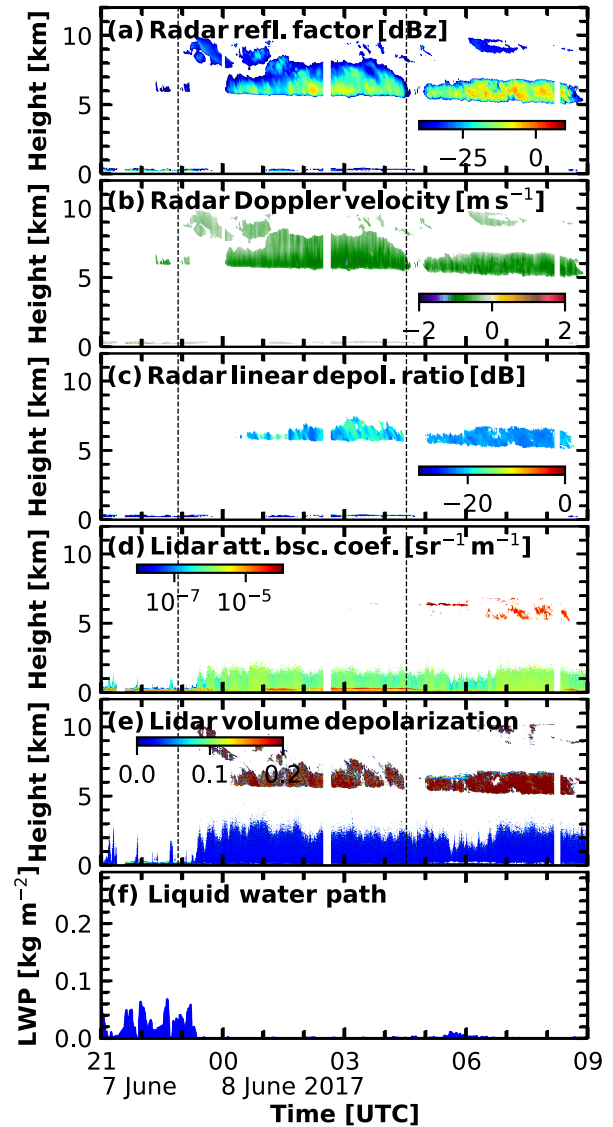 (a) Radar refl. factor [dBz]
Height [km]
10
5
0
−25 0
(b) Radar Doppler velocity [m s−1]
Height [km]
10
5
0
−2 0 2
(c) Radar linear depol. ratio [dB]
Height [km]
10
5
0
−20 0
(d) Lidar att. bsc. coef. [sr−1 m−1]
Height [km]
10
5
0
10−7 10−5
(e) Lidar volume depolarization
Height [km]
10
5
0
0.0 0.1 0.2
(f) Liquid water path
LWP [kg m−2]
0.2
0.1
0.0
21 00 03 06 09
7 June 8 June 2017
Time [UTC]